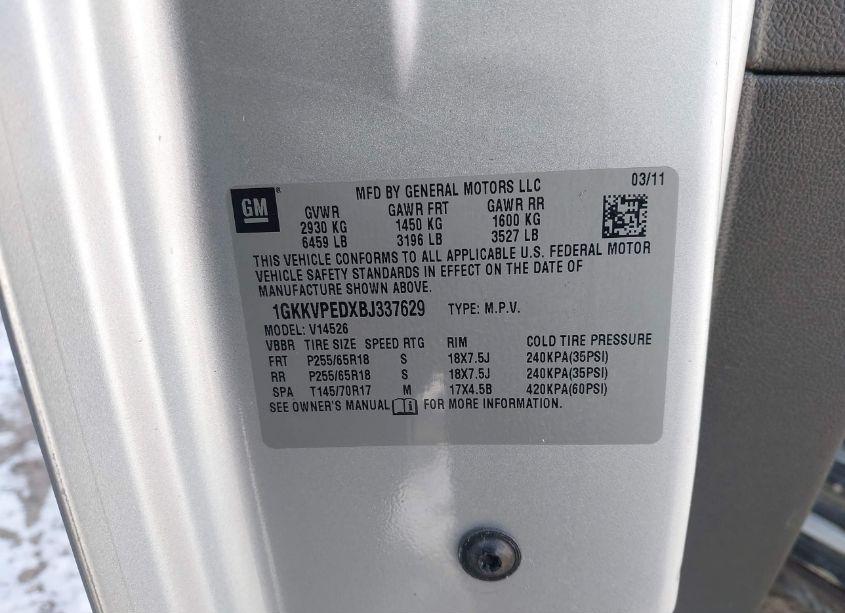 GM ®
MFD BY GENERAL MOTORS LLC 03/11
GVWR GAWR FRT GAWR RR
2930 KG 1450 KG 1600 KG
6459 LB 3196 LB 3527 LB
THIS VEHICLE CONFORMS TO ALL APPLICABLE U.S. FEDERAL MOTOR
VEHICLE SAFETY STANDARDS IN EFFECT ON THE DATE OF
MANUFACTURE SHOWN ABOVE.
1GKKVPEDXBJ337629 TYPE: M.P.V.
MODEL: V14526
VBBR TIRE SIZE SPEED RTG RIM COLD TIRE PRESSURE
FRT P255/65R18 S 18X7.5J 240KPA(35PSI)
RR P255/65R18 S 18X7.5J 240KPA(35PSI)
SPA T145/70R17 M 17X4.5B 420KPA(60PSI)
SEE OWNER'S MANUAL FOR MORE INFORMATION.